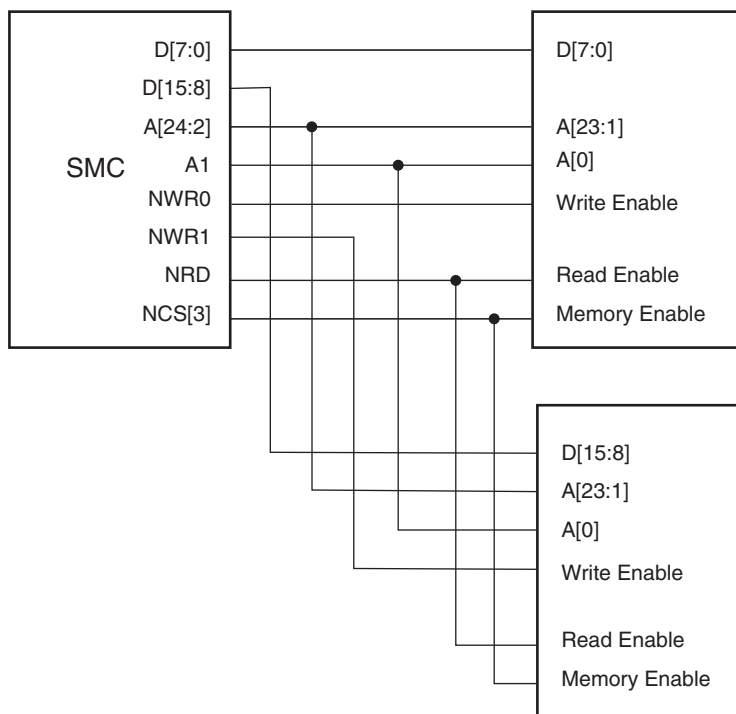 D[7:0] D[7:0]
D[15:8]
A[24:2] A[23:1]
SMC A1 A[0]
NWR0 Write Enable
NWR1
NRD Read Enable
NCS[3] Memory Enable
D[15:8]
A[23:1]
A[0]
Write Enable
Read Enable
Memory Enable